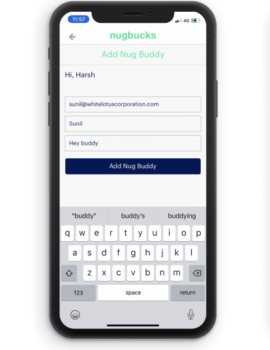 11:57
4G
nugbucks
Add Nug Buddy
Hi, Harsh
sunil@whitelotuscorporation.com
Sunil
Hey buddy
Add Nug Buddy
"buddy" buddy's buddying
q w e r t y u i o p
a s d f g h j k l
z x c v b n m
123 space return